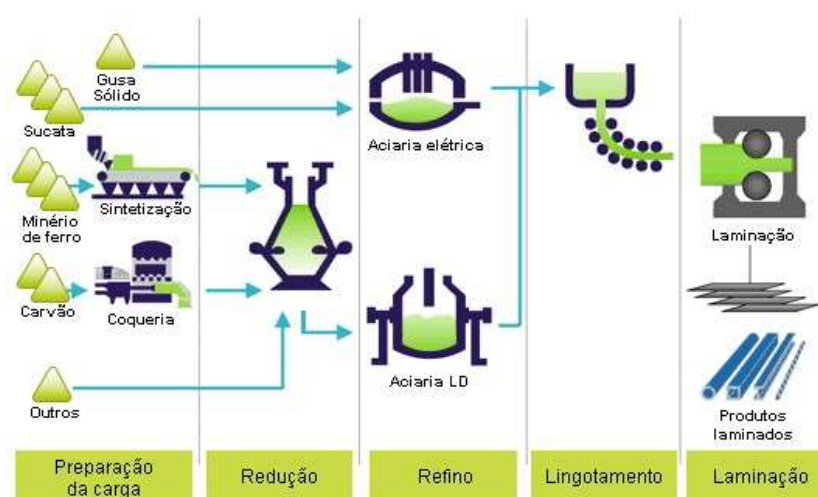 Gusa
Sólido
Sucata
Aciaria elétrica
Minério
de ferro
Sintetização
Laminação
Carvão
Coqueria
Aciaria LD
Outros
Produtos
laminados
Preparação
da carga
Redução
Refino
Lingotamento
Laminação